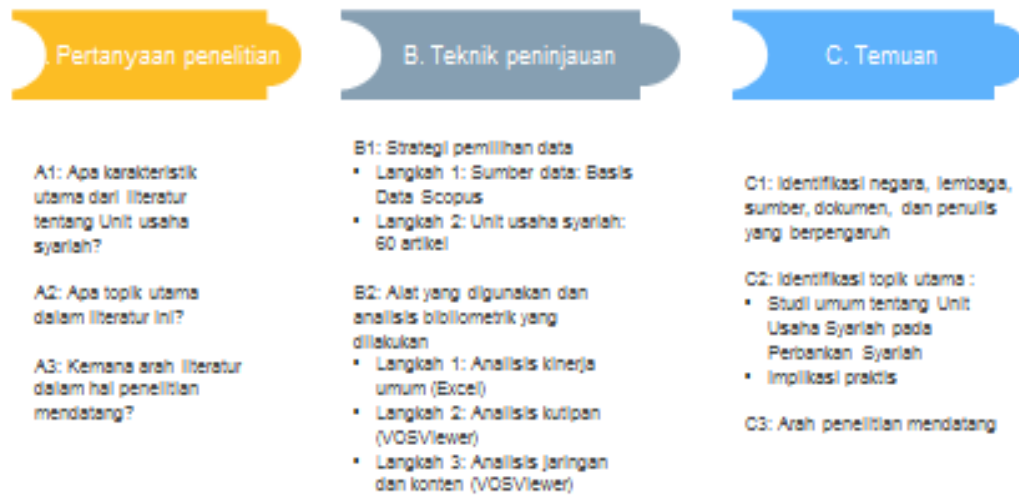 . Pertanyaan penelitian
A1: Apa karakteristik
utama dari literatur
tentang Unit usaha
syariah?
A2: Apa topik utama
dalam literatur ini?
A3: Kemana arah literatur
dalam hal penelitian
mendatang?
B. Teknik peninjauan
B1: Strategi pemilihan data
• Langkah 1: Sumber data: Basis
Data Scopus
• Langkah 2: Unit usaha syariah:
60 artikel
B2: Alat yang digunakan dan
analisis bibliometrik yang
dilakukan
• Langkah 1: Analisis kinerja
umum (Excel)
• Langkah 2: Analisis kutipan
(VOSViewer)
• Langkah 3: Analisis jaringan
dan konten (VOSViewer)
C. Temuan
C1: Identifikasi negara, lembaga,
sumber, dokumen, dan penulis
yang berpengaruh
C2: Identifikasi topik utama :
• Studi umum tentang Unit
Usaha Syariah pada
Perbankan Syariah
• Implikasi praktis
C3: Arah penelitian mendatang